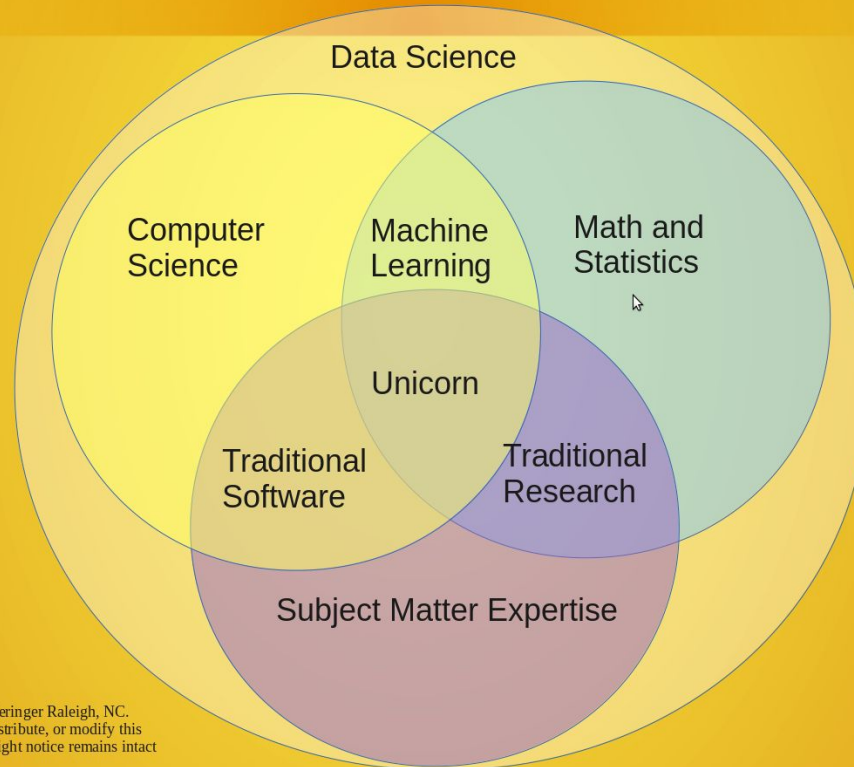 Data Science
Computer
Science
Machine
Learning
Math and
Statistics
Unicorn
Traditional
Software
Traditional
Research
Subject Matter Expertise
eringer Raleigh, NC.
stribute, or modify this
ight notice remains intact